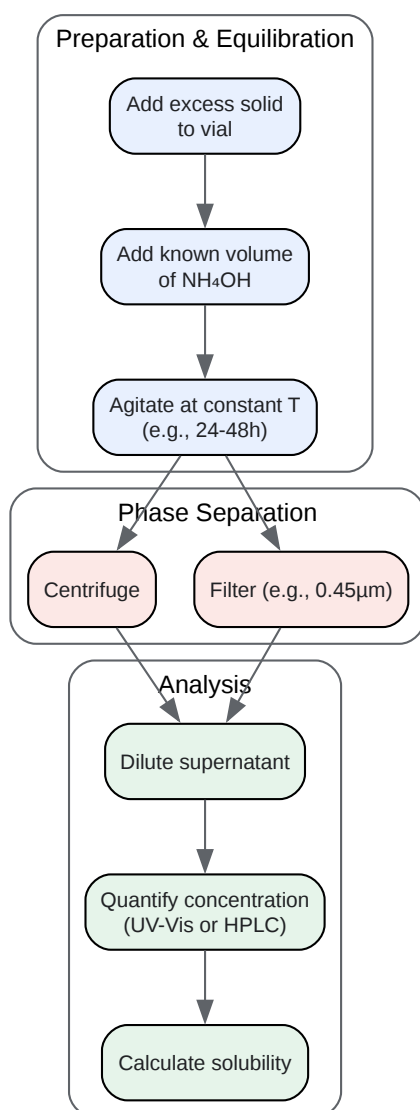 Preparation & Equilibration
Add excess solid
to vial
Add known volume
of NH₄OH
Agitate at constant T
(e.g., 24-48h)
Phase Separation
Centrifuge
Filter (e.g., 0.45µm)
Analysis
Dilute supernatant
Quantify concentration
(UV-Vis or HPLC)
Calculate solubility